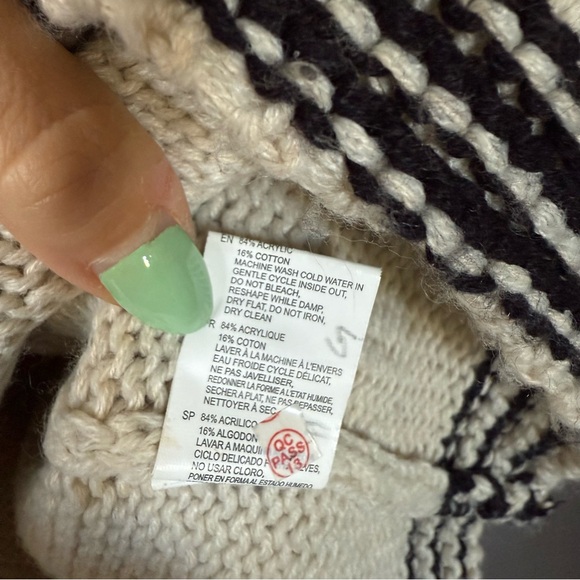 EN 84% ACRYLIC
16% COTTON
MACHINE WASH COLD WATER IN
GENTLE CYCLE INSIDE OUT,
DO NOT BLEACH,
RESHAPE WHILE DAMP,
DRY FLAT, DO NOT IRON,
DRY CLEAN
R 84% ACRYLIQUE
16% COTON
LAVER À LA MACHINE À L'ENVERS
EAU FROIDE CYCLE DÉLICAT,
NE PAS JAVELLISER,
REDONNER LA FORME A L'ETAT HUMIDE,
SECHER A PLAT, NE PAS REPASSER,
NETTOYER À SEC
SP 84% ACRILICO
16% ALGODON
LAVAR A MAQUI
CICLO DELICADO
NO USAR CLORO,
PONER EN FORMA AL ESTADO HUMEDO
QC
PASS
13